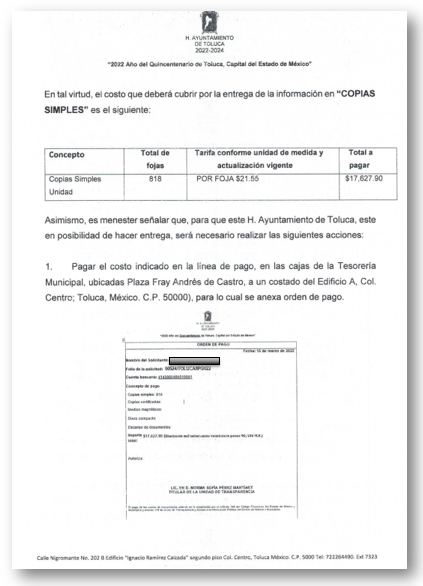 H. AYUNTAMIENTO
DE TOLUCA
2022-2024
"2022 Año del Quincentenario de Toluca, Capital del Estado de México"
En tal virtud, el costo que deberá cubrir por la entrega de la información en "COPIAS
SIMPLES" es el siguiente:
Concepto Total de fojas Tarifa conforme unidad de medida y actualización vigente Total a pagar
Copias Simples Unidad 818 POR FOJA $21.55 $17,627.90
Asimismo, es menester señalar que, para que este H. Ayuntamiento de Toluca, este
en posibilidad de hacer entrega, será necesario realizar las siguientes acciones:
1. Pagar el costo indicado en la línea de pago, en las cajas de la Tesorería
Municipal, ubicadas Plaza Fray Andrés de Castro, a un costado del Edificio A, Col.
Centro; Toluca, México. C.P. 50000), para lo cual se anexa orden de pago.
"2022 Año del Quincentenario de Toluca, Capital del Estado de México"
ORDEN DE PAGO
Fecha: 15 de marzo de 2022
Nombre del Solicitante:
Folio de la solicitud:
Cuenta bancaria:
Concepto de pago:
Copias simples: 818
Copias certificadas:
Medios magnéticos:
Disco compacto:
Escaneo de documentos:
Importe $17,627.90
total:
LIC. EN D. NORMA SOFÍA PÉREZ MARTÍNEZ
TITULAR DE LA UNIDAD DE TRANSPARENCIA
Calle Nigromante No. 202 B Edificio "Ignacio Ramírez Calzada" segundo piso Col. Centro, Toluca México. C.P. 5000 Tel: 722264490. Ext 7323